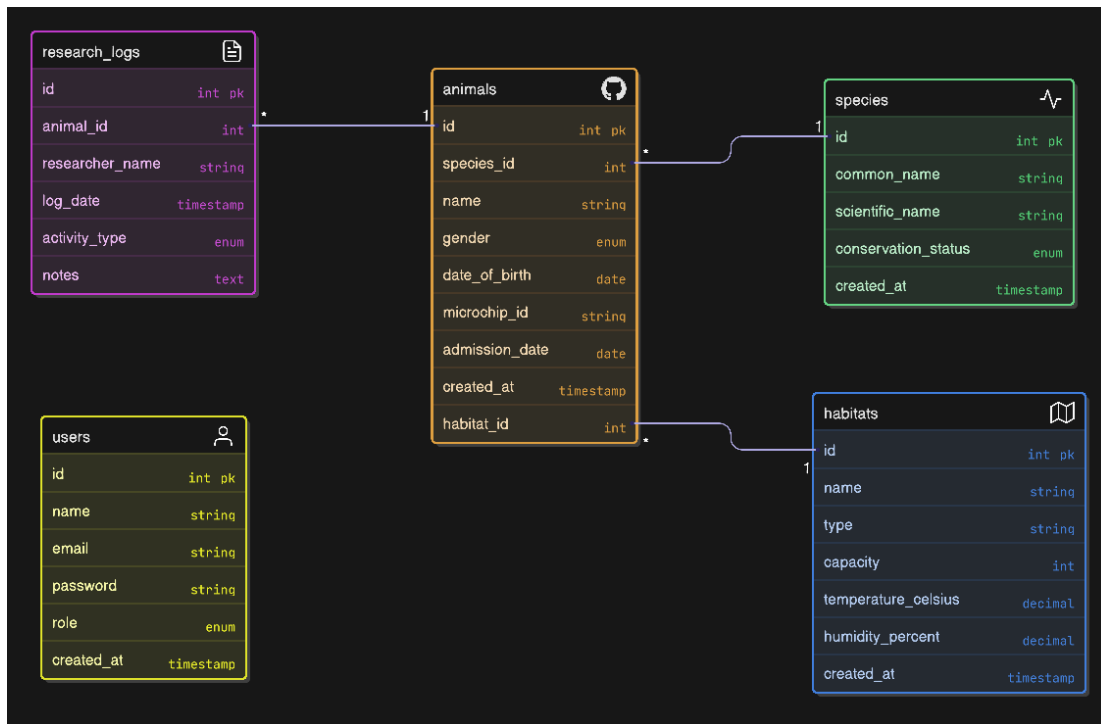 research_logs
id int pk
animal_id int
researcher_name string
log_date timestamp
activity_type enum
notes text
* 1
animals
id int pk
species_id int
name string
gender enum
date_of_birth date
microchip_id string
admission_date date
created_at timestamp
habitat_id int
* 1
species
id int pk
common_name string
scientific_name string
conservation_status enum
created_at timestamp
users
id int pk
name string
email string
password string
role enum
created_at timestamp
* 1
habitats
id int pk
name string
type string
capacity int
temperature_celsius decimal
humidity_percent decimal
created_at timestamp